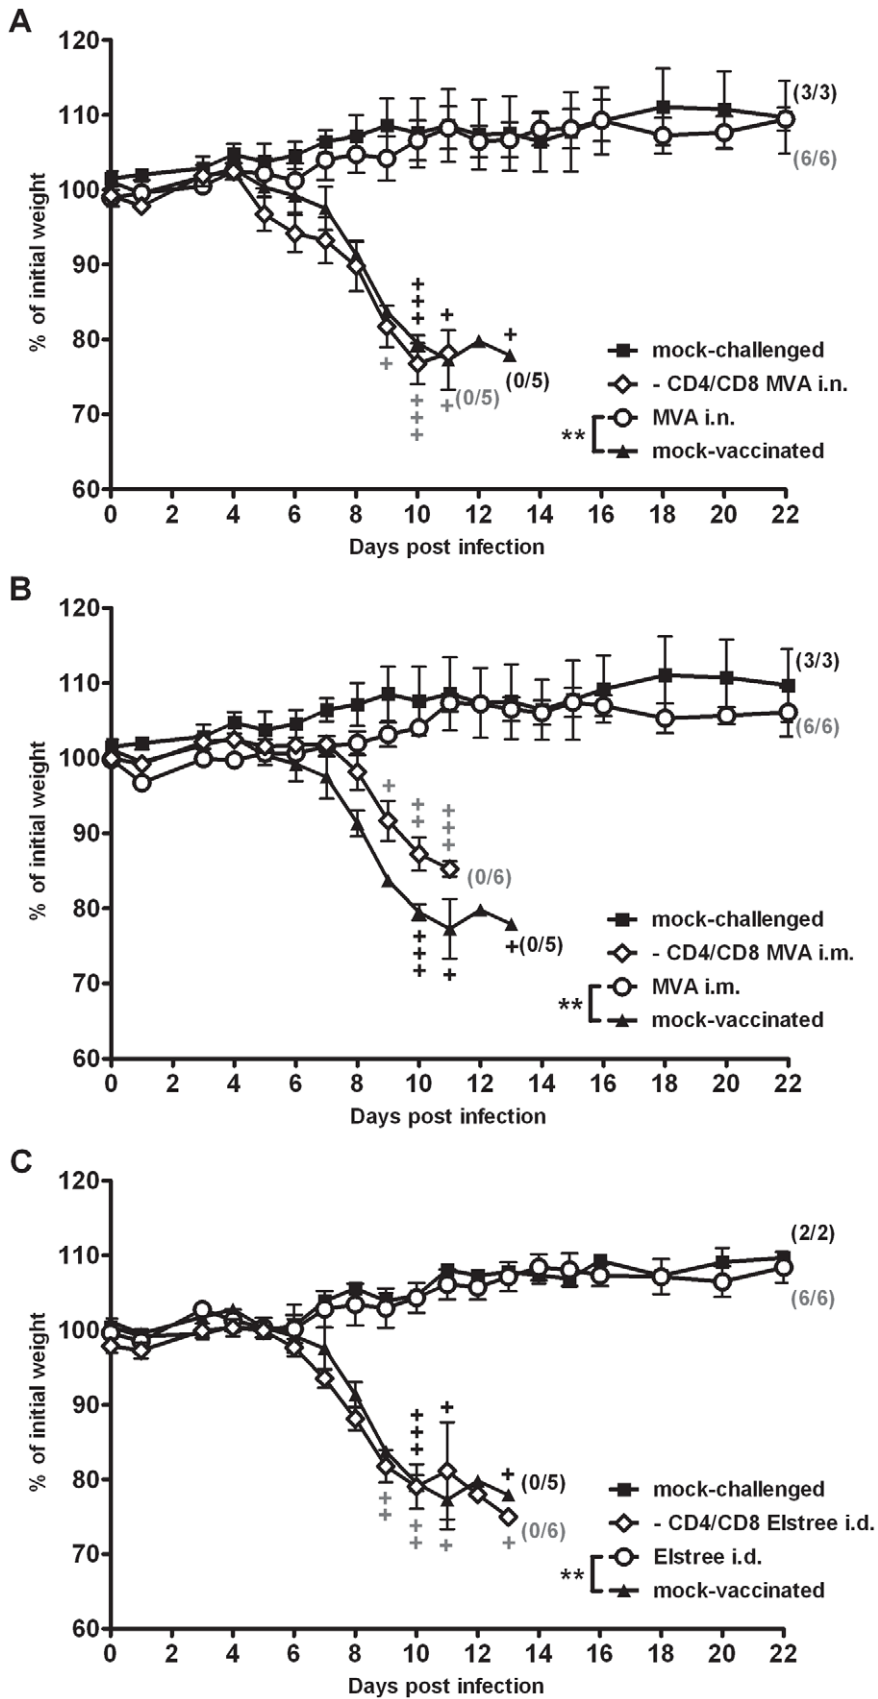 A
120
110
100
90
80
70
60
% of initial weight
(3/3)
(6/6)
+ + +
+
+
+
+ + +
+
(0/5)
(0/5)
mock-challenged
- CD4/CD8 MVA i.n.
MVA i.n.
**
mock-vaccinated
0 2 4 6 8 10 12 14 16 18 20 22
Days post infection
B
120
110
100
90
80
70
60
% of initial weight
(3/3)
(6/6)
+
+ +
+ + +
(0/6)
+ + +
+
+(0/5)
mock-challenged
- CD4/CD8 MVA i.m.
MVA i.m.
**
mock-vaccinated
0 2 4 6 8 10 12 14 16 18 20 22
Days post infection
C
120
110
100
90
80
70
60
% of initial weight
(2/2)
(6/6)
+ + +
+
+
(0/5)
+ +
+ +
+
+
(0/6)
mock-challenged
- CD4/CD8 Elstree i.d.
Elstree i.d.
**
mock-vaccinated
0 2 4 6 8 10 12 14 16 18 20 22
Days post infection